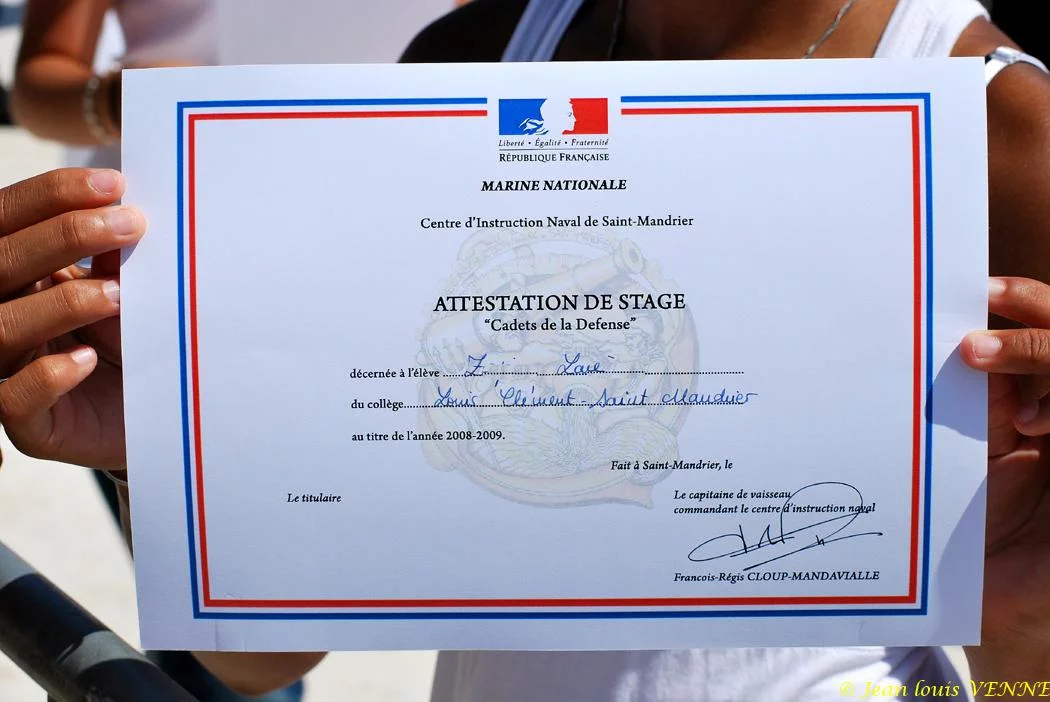 Liberté • Égalité • Fraternité
RÉPUBLIQUE FRANÇAISE
MARINE NATIONALE
Centre d'Instruction Naval de Saint-Mandrier
ATTESTATION DE STAGE
"Cadets de la Defense"
décernée à l'élève
du collège Louis Clément - Saint Mandrier
au titre de l'année 2008-2009.
Fait à Saint-Mandrier, le
Le titulaire
Le capitaine de vaisseau
commandant le centre d'instruction naval
Francois-Régis CLOUP-MANDAVIALLE
© Jean louis VENNE